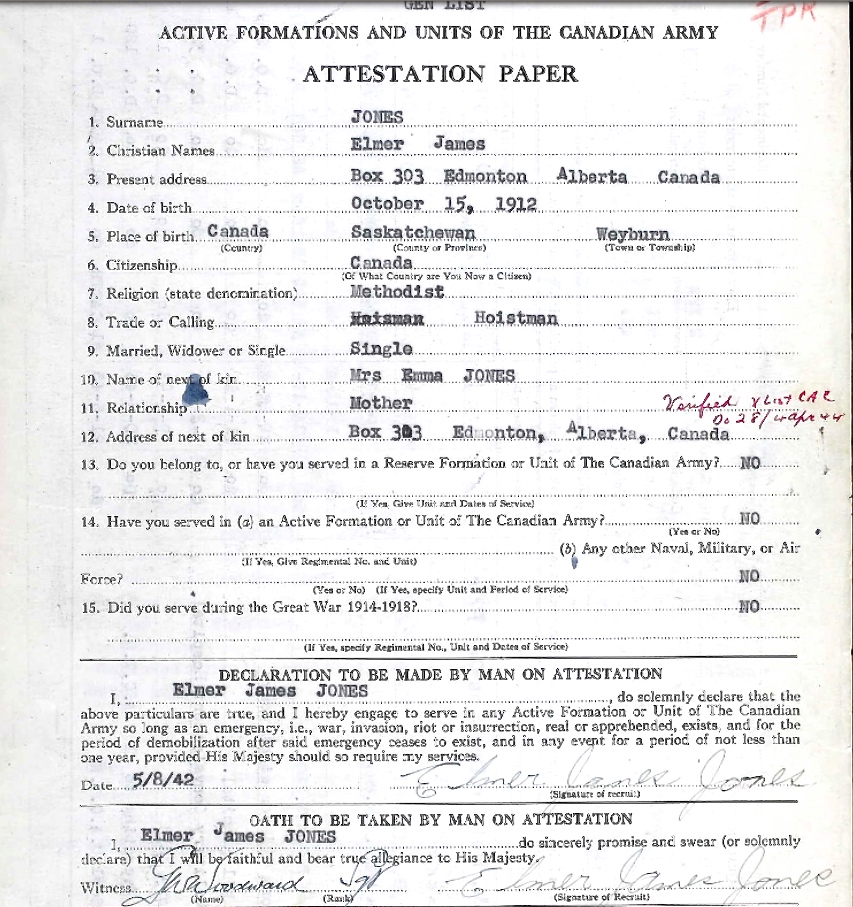 GEN LIST
FPR
ACTIVE FORMATIONS AND UNITS OF THE CANADIAN ARMY
ATTESTATION PAPER
1. Surname JONES
2. Christian Names Elmer James
3. Present address Box 303 Edmonton Alberta Canada
4. Date of birth October 15, 1912
5. Place of birth Canada Saskatchewan Weyburn
(Country) (County or Province) (Town or Township)
6. Citizenship Canada
(Of What Country are You Now a Citizen)
7. Religion (state denomination) Methodist
8. Trade or Calling Hoistman
9. Married, Widower or Single Single
10. Name of next of kin Mrs Emma JONES
11. Relationship Mother
Verified
12. Address of next of kin Box 303 Edmonton, Alberta, Canada
13. Do you belong to, or have you served in a Reserve Formation or Unit of The Canadian Army? NO
(If Yes, Give Unit and Dates of Service)
14. Have you served in (a) an Active Formation or Unit of The Canadian Army? NO
(Yes or No)
(b) Any other Naval, Military, or Air
(If Yes, Give Regimental No. and Unit)
Force? NO
(Yes or No) (If Yes, specify Unit and Period of Service)
15. Did you serve during the Great War 1914-1918? NO
(If Yes, specify Regimental No., Unit and Dates of Service)
DECLARATION TO BE MADE BY MAN ON ATTESTATION
I, Elmer James JONES, do solemnly declare that the
above particulars are true, and I hereby engage to serve in any Active Formation or Unit of The Canadian
Army so long as an emergency, i.e., war, invasion, riot or insurrection, real or apprehended, exists, and for the
period of demobilization after said emergency ceases to exist, and in any event for a period of not less than
one year, provided His Majesty should so require my services.
Date 5/8/42 Elmer James Jones
(Signature of recruit)
OATH TO BE TAKEN BY MAN ON ATTESTATION
I, Elmer James JONES do sincerely promise and swear (or solemnly
declare) that I will be faithful and bear true allegiance to His Majesty.
Witness Woodward Sgt Elmer James Jones
(Name) (Rank) (Signature of Recruit)